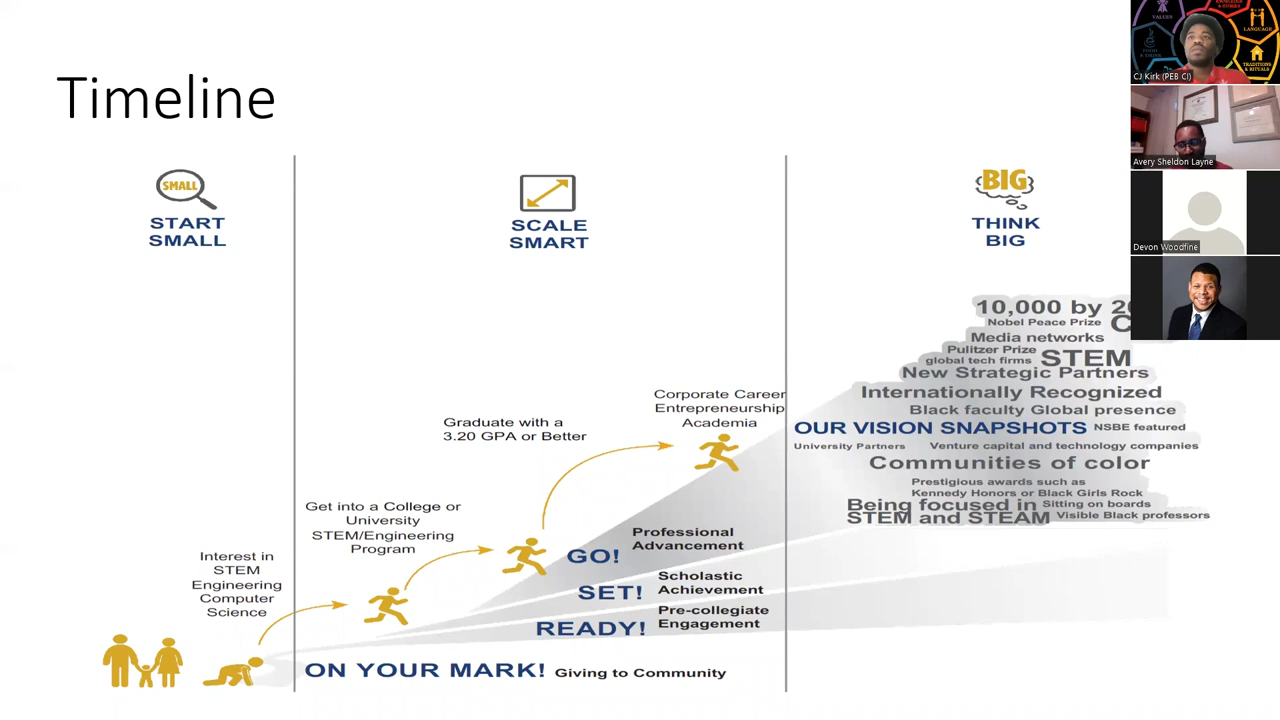 Timeline
SMALL
START
SMALL
SCALE
SMART
BIG
THINK
BIG
10,000 by
Nobel Peace Prize
Media networks
Pulitzer Prize
global tech firms STEM
New Strategic Partners
Internationally Recognized
Black faculty Global presence
OUR VISION SNAPSHOTS NSBE featured
University Partners Venture capital and technology companies
Communities of color
Prestigious awards such as
Kennedy Honors or Black Girls Rock
Being focused in Sitting on boards
STEM and STEAM Visible Black professors
Corporate Career
Entrepreneurship
Academia
Graduate with a
3.20 GPA or Better
Get into a College or
University
STEM/Engineering
Program
Interest in
STEM
Engineering
Computer
Science
GO! Professional
Advancement
SET! Scholastic
Achievement
READY! Pre-collegiate
Engagement
ON YOUR MARK! Giving to Community
VALUES
LANGUAGE
TRADITIONS
& RITUALS
CJ Kirk (PEB CI)
Avery Sheldon Layne
Devon Woodfine